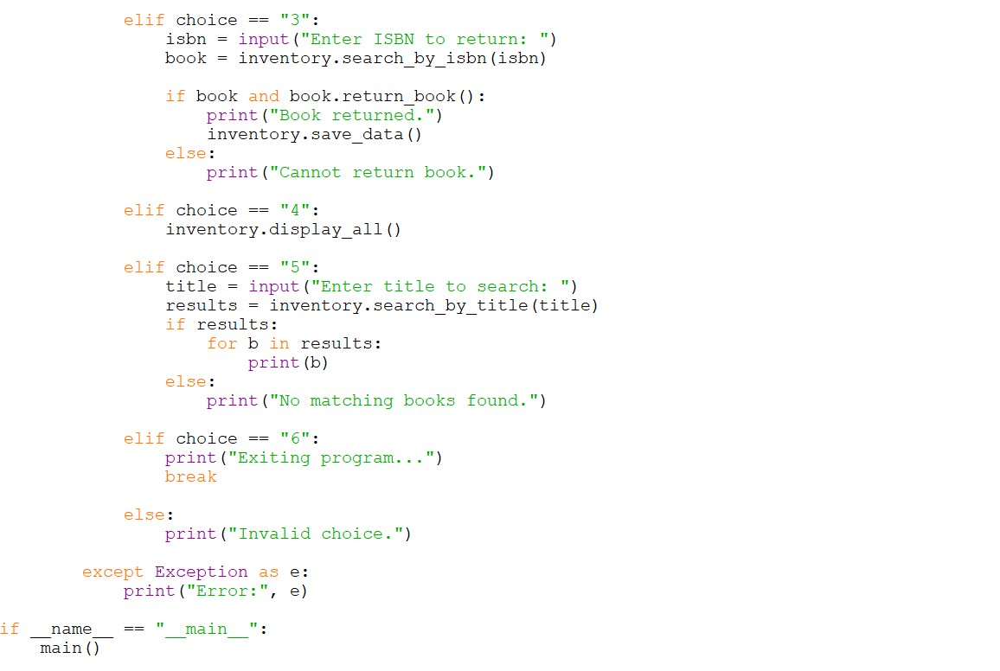 elif choice == "3":
            isbn = input("Enter ISBN to return: ")
            book = inventory.search_by_isbn(isbn)

            if book and book.return_book():
                print("Book returned.")
                inventory.save_data()
            else:
                print("Cannot return book.")

        elif choice == "4":
            inventory.display_all()

        elif choice == "5":
            title = input("Enter title to search: ")
            results = inventory.search_by_title(title)
            if results:
                for b in results:
                    print(b)
            else:
                print("No matching books found.")

        elif choice == "6":
            print("Exiting program...")
            break

        else:
            print("Invalid choice.")

    except Exception as e:
        print("Error:", e)

if __name__ == "__main__":
    main()